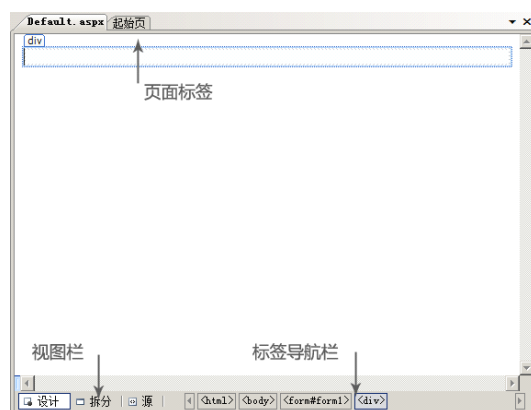 Default.aspx 起始页
div
页面标签
视图栏 标签导航栏
设计 拆分 源 <html> <body> <form#form1> <div>